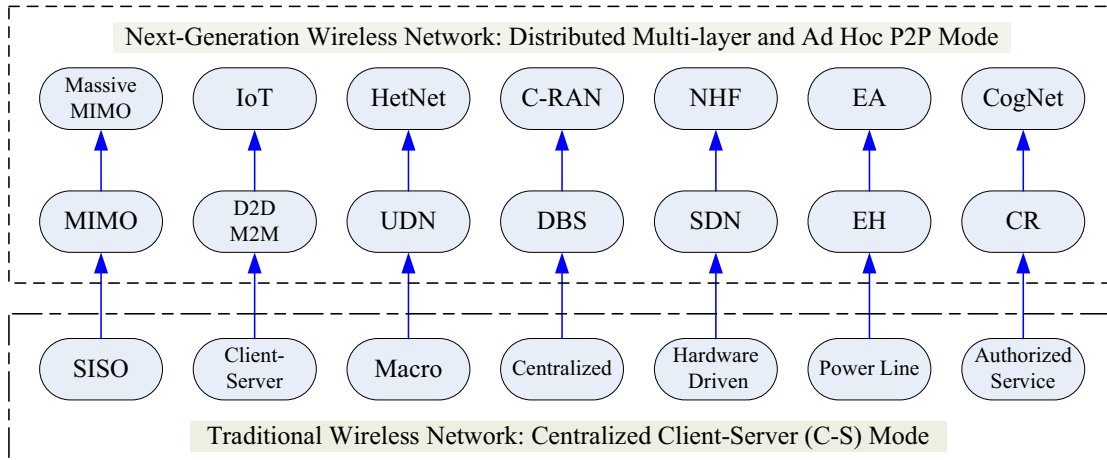 Next-Generation Wireless Network: Distributed Multi-layer and Ad Hoc P2P Mode
Massive
MIMO
IoT
HetNet
C-RAN
NHF
EA
CogNet
MIMO
D2D
M2M
UDN
DBS
SDN
EH
CR
SISO
Client-
Server
Macro
Centralized
Hardware
Driven
Power Line
Authorized
Service
Traditional Wireless Network: Centralized Client-Server (C-S) Mode